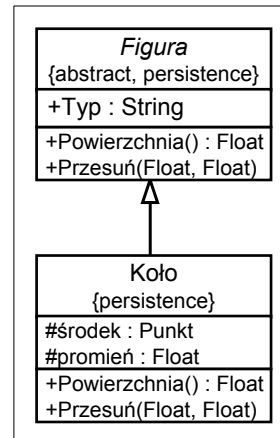 Figura
{abstract, persistence}
+Typ : String
+Powierzchnia() : Float
+Przesuń(Float, Float)
Koło
{persistence}
#środek : Punkt
#promień : Float
+Powierzchnia() : Float
+Przesuń(Float, Float)